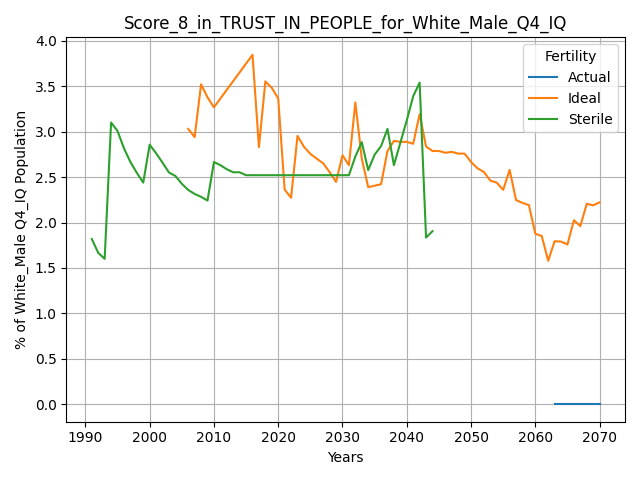 Score_8_in_TRUST_IN_PEOPLE_for_White_Male_Q4_IQ
Fertility
Actual
Ideal
Sterile
% of White_Male Q4_IQ Population
4.0
3.5
3.0
2.5
2.0
1.5
1.0
0.5
0.0
1990 2000 2010 2020 2030 2040 2050 2060 2070
Years